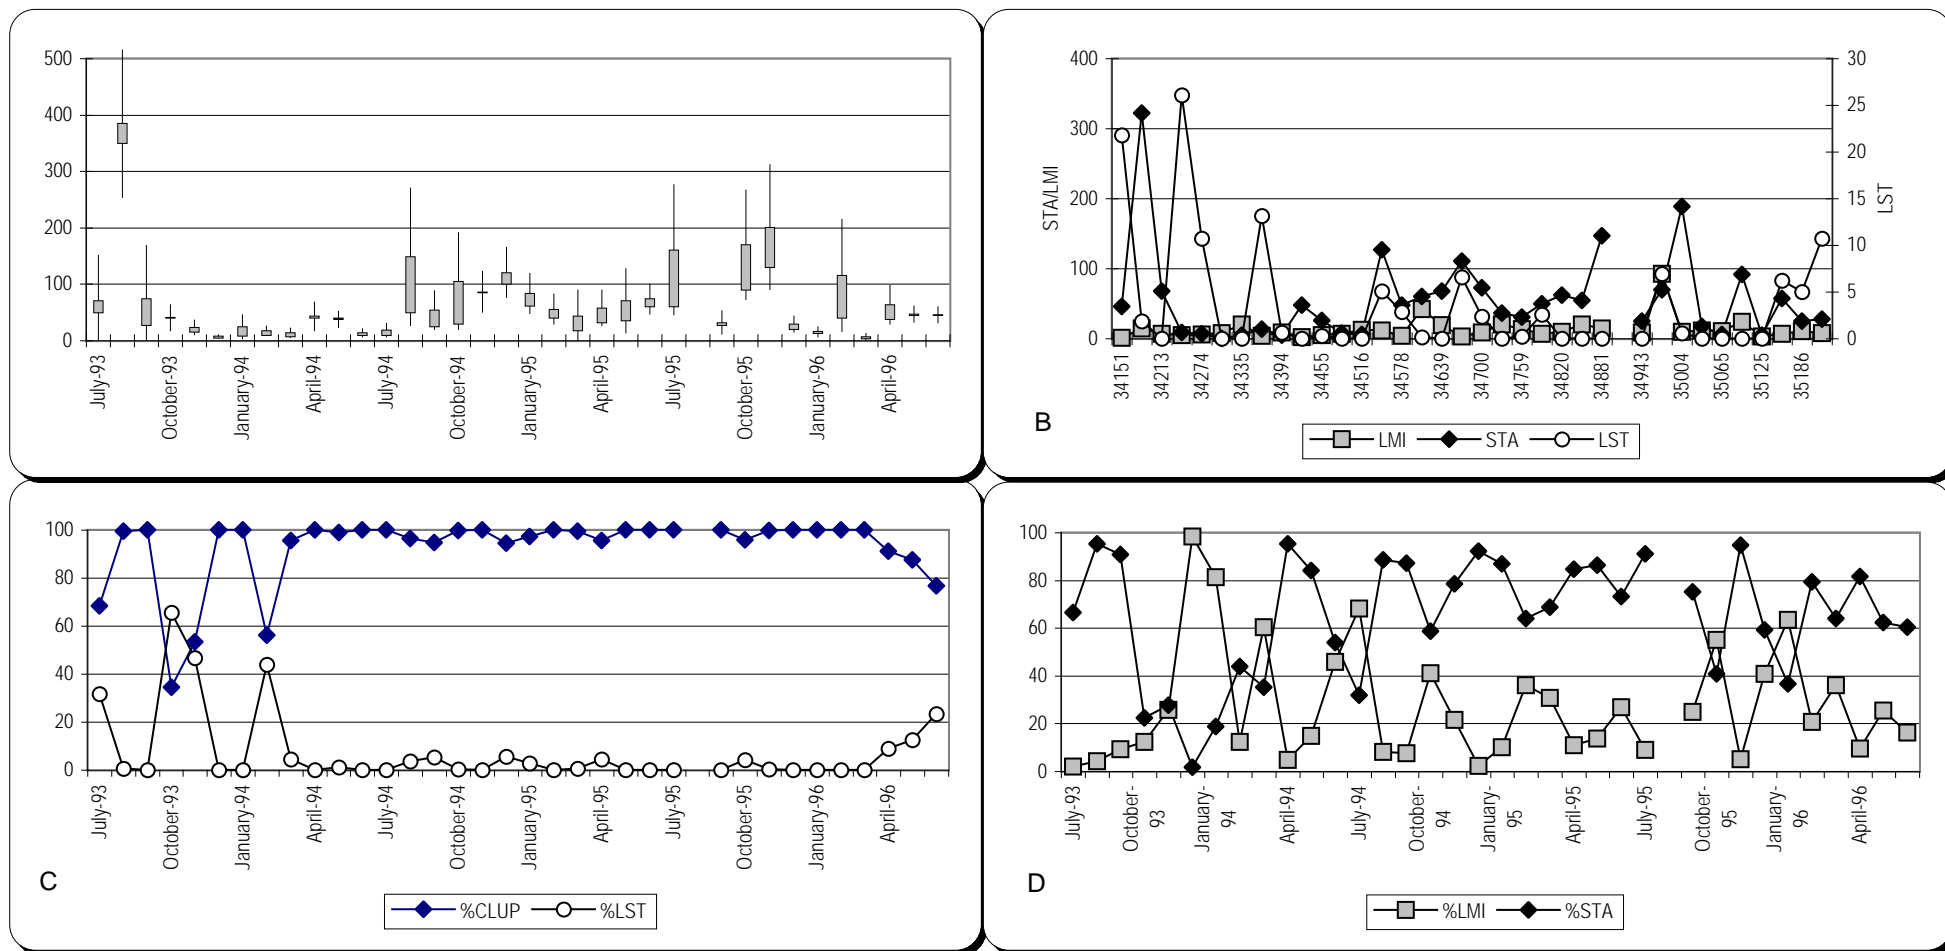 500
400
300
200
100
0
July-93
October-93
January-94
April-94
July-94
October-94
January-95
April-95
July-95
October-95
January-96
April-96
400
300
200
100
0
STA/LMI
30
25
20
15
10
5
0
LST
34151
34213
34274
34335
34394
34455
34516
34578
34639
34700
34759
34820
34881
34943
35004
35065
35125
35186
B
LMI STA LST
100
80
60
40
20
0
July-93
October-93
January-94
April-94
July-94
October-94
January-95
April-95
July-95
October-95
January-96
April-96
C
%CLUP %LST
100
80
60
40
20
0
July-93
October-
93
January-
94
April-94
July-94
October-
94
January-
95
April-95
July-95
October-
95
January-
96
April-96
D
%LMI %STA